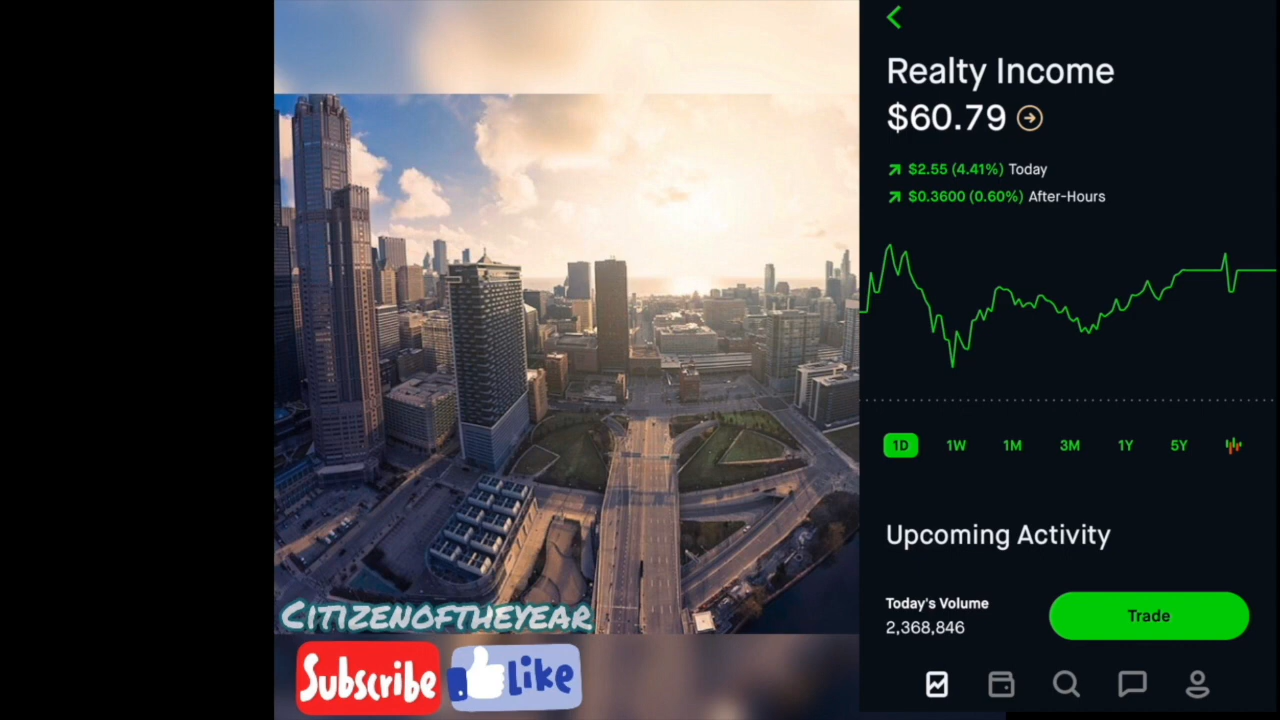 Realty Income
$60.79
$2.55 (4.41%) Today
$0.3600 (0.60%) After-Hours
1D 1W 1M 3M 1Y 5Y
Upcoming Activity
Today's Volume
2,368,846
Trade
CITIZENOFTHEYEAR
Subscribe Like